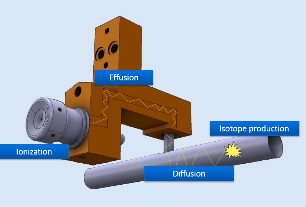 Effusion
Isotope production
Ionization
Diffusion